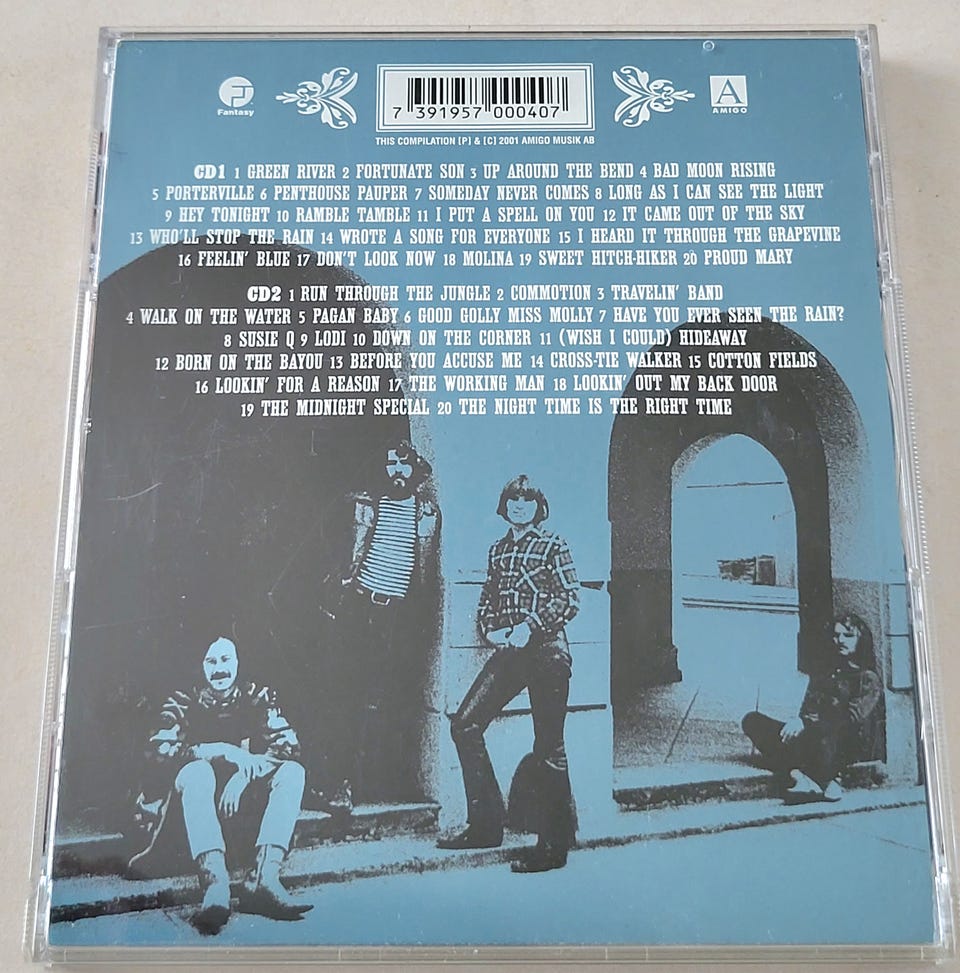 Fantasy
7 391957 000407
A
AMIGO
THIS COMPILATION [P] & [C] 2001 AMIGO MUSIK AB
CD1 1 GREEN RIVER 2 FORTUNATE SON 3 UP AROUND THE BEND 4 BAD MOON RISING
5 PORTERVILLE 6 PENTHOUSE PAUPER 7 SOMEDAY NEVER COMES 8 LONG AS I CAN SEE THE LIGHT
9 HEY TONIGHT 10 RAMBLE TAMBLE 11 I PUT A SPELL ON YOU 12 IT CAME OUT OF THE SKY
13 WHO'LL STOP THE RAIN 14 WROTE A SONG FOR EVERYONE 15 I HEARD IT THROUGH THE GRAPEVINE
16 FEELIN' BLUE 17 DON'T LOOK NOW 18 MOLINA 19 SWEET HITCH-HIKER 20 PROUD MARY
CD2 1 RUN THROUGH THE JUNGLE 2 COMMOTION 3 TRAVELIN' BAND
4 WALK ON THE WATER 5 PAGAN BABY 6 GOOD GOLLY MISS MOLLY 7 HAVE YOU EVER SEEN THE RAIN?
8 SUSIE Q 9 LODI 10 DOWN ON THE CORNER 11 (WISH I COULD) HIDEAWAY
12 BORN ON THE BAYOU 13 BEFORE YOU ACCUSE ME 14 CROSS-TIE WALKER 15 COTTON FIELDS
16 LOOKIN' FOR A REASON 17 THE WORKING MAN 18 LOOKIN' OUT MY BACK DOOR
19 THE MIDNIGHT SPECIAL 20 THE NIGHT TIME IS THE RIGHT TIME